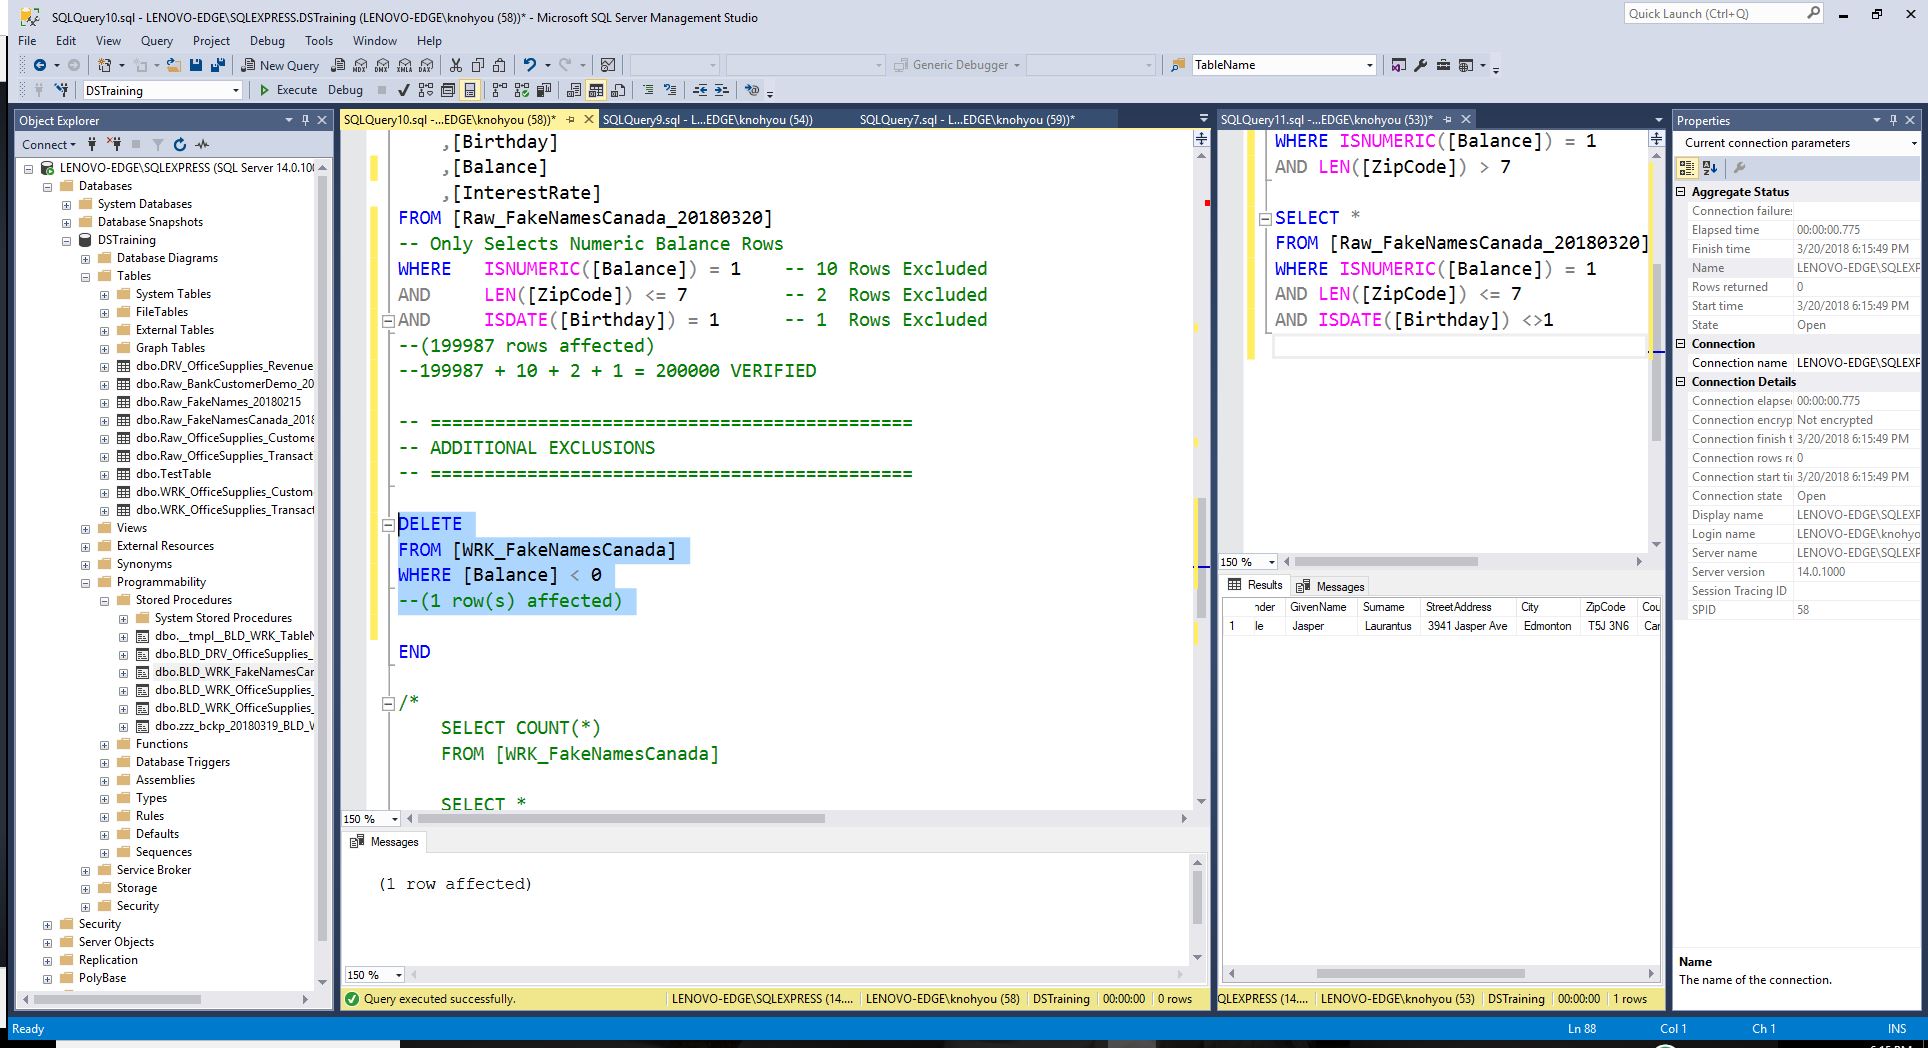 SQLQuery10.sql - LENOVO-EDGE\SQLEXPRESS.DSTraining (LENOVO-EDGE\knohyou (58))* - Microsoft SQL Server Management Studio
Quick Launch (Ctrl+Q)
File Edit View Query Project Debug Tools Window Help
New Query
MDX DMX XMLA DAX
Generic Debugger
TableName
DSTraining
Execute Debug
Object Explorer
Connect
LENOVO-EDGE\SQLEXPRESS (SQL Server 14.0.100
Databases
System Databases
Database Snapshots
DSTraining
Database Diagrams
Tables
System Tables
FileTables
External Tables
Graph Tables
dbo.DRV_OfficeSupplies_Revenue
dbo.Raw_BankCustomerDemo_20
dbo.Raw_FakeNames_20180215
dbo.Raw_FakeNamesCanada_2018
dbo.Raw_OfficeSupplies_Custome
dbo.Raw_OfficeSupplies_Transact
dbo.TestTable
dbo.WRK_OfficeSupplies_Custom
dbo.WRK_OfficeSupplies_Transact
Views
External Resources
Synonyms
Programmability
Stored Procedures
System Stored Procedures
dbo.__tmpl__BLD_WRK_TableN
dbo.BLD_DRV_OfficeSupplies_
dbo.BLD_WRK_FakeNamesCar
dbo.BLD_WRK_OfficeSupplies_
dbo.BLD_WRK_OfficeSupplies_
dbo.zzz_bckp_20180319_BLD_V
Functions
Database Triggers
Assemblies
Types
Rules
Defaults
Sequences
Service Broker
Storage
Security
Security
Server Objects
Replication
PolyBase
SQLQuery10.sql -...EDGE\knohyou (58))*
SQLQuery9.sql - L...EDGE\knohyou (54))
SQLQuery7.sql - L...EDGE\knohyou (59))*
,[Birthday]
,[Balance]
,[InterestRate]
FROM [Raw_FakeNamesCanada_20180320]
-- Only Selects Numeric Balance Rows
WHERE ISNUMERIC([Balance]) = 1 -- 10 Rows Excluded
AND LEN([ZipCode]) <= 7 -- 2 Rows Excluded
AND ISDATE([Birthday]) = 1 -- 1 Rows Excluded
--(199987 rows affected)
--199987 + 10 + 2 + 1 = 200000 VERIFIED
-- =============================================
-- ADDITIONAL EXCLUSIONS
-- =============================================
DELETE
FROM [WRK_FakeNamesCanada]
WHERE [Balance] < 0
--(1 row(s) affected)
END
/*
SELECT COUNT(*)
FROM [WRK_FakeNamesCanada]
SELECT *
150 %
Messages
(1 row affected)
150 %
Query executed successfully. LENOVO-EDGE\SQLEXPRESS (14.... LENOVO-EDGE\knohyou (58) DSTraining 00:00:00 0 rows
SQLQuery11.sql -...EDGE\knohyou (53))*
WHERE ISNUMERIC([Balance]) = 1
AND LEN([ZipCode]) > 7
SELECT *
FROM [Raw_FakeNamesCanada_20180320]
WHERE ISNUMERIC([Balance]) = 1
AND LEN([ZipCode]) <= 7
AND ISDATE([Birthday]) <>1
150 %
Results Messages
nder GivenName Surname StreetAddress City ZipCode Cou
1 le Jasper Laurantus 3941 Jasper Ave Edmonton T5J 3N6 Car
QLEXPRESS (14.... LENOVO-EDGE\knohyou (53) DSTraining 00:00:00 1 rows
Properties
Current connection parameters
Aggregate Status
Connection failures
Elapsed time 00:00:00.775
Finish time 3/20/2018 6:15:49 PM
Name LENOVO-EDGE\SQLEXP
Rows returned 0
Start time 3/20/2018 6:15:49 PM
State Open
Connection
Connection name LENOVO-EDGE\SQLEXP
Connection Details
Connection elapse 00:00:00.775
Connection encryp Not encrypted
Connection finish t 3/20/2018 6:15:49 PM
Connection rows re 0
Connection start ti 3/20/2018 6:15:49 PM
Connection state Open
Display name LENOVO-EDGE\SQLEXP
Login name LENOVO-EDGE\knohyo
Server name LENOVO-EDGE\SQLEXP
Server version 14.0.1000
Session Tracing ID
SPID 58
Name
The name of the connection.
Ready Ln 88 Col 1 Ch 1 INS